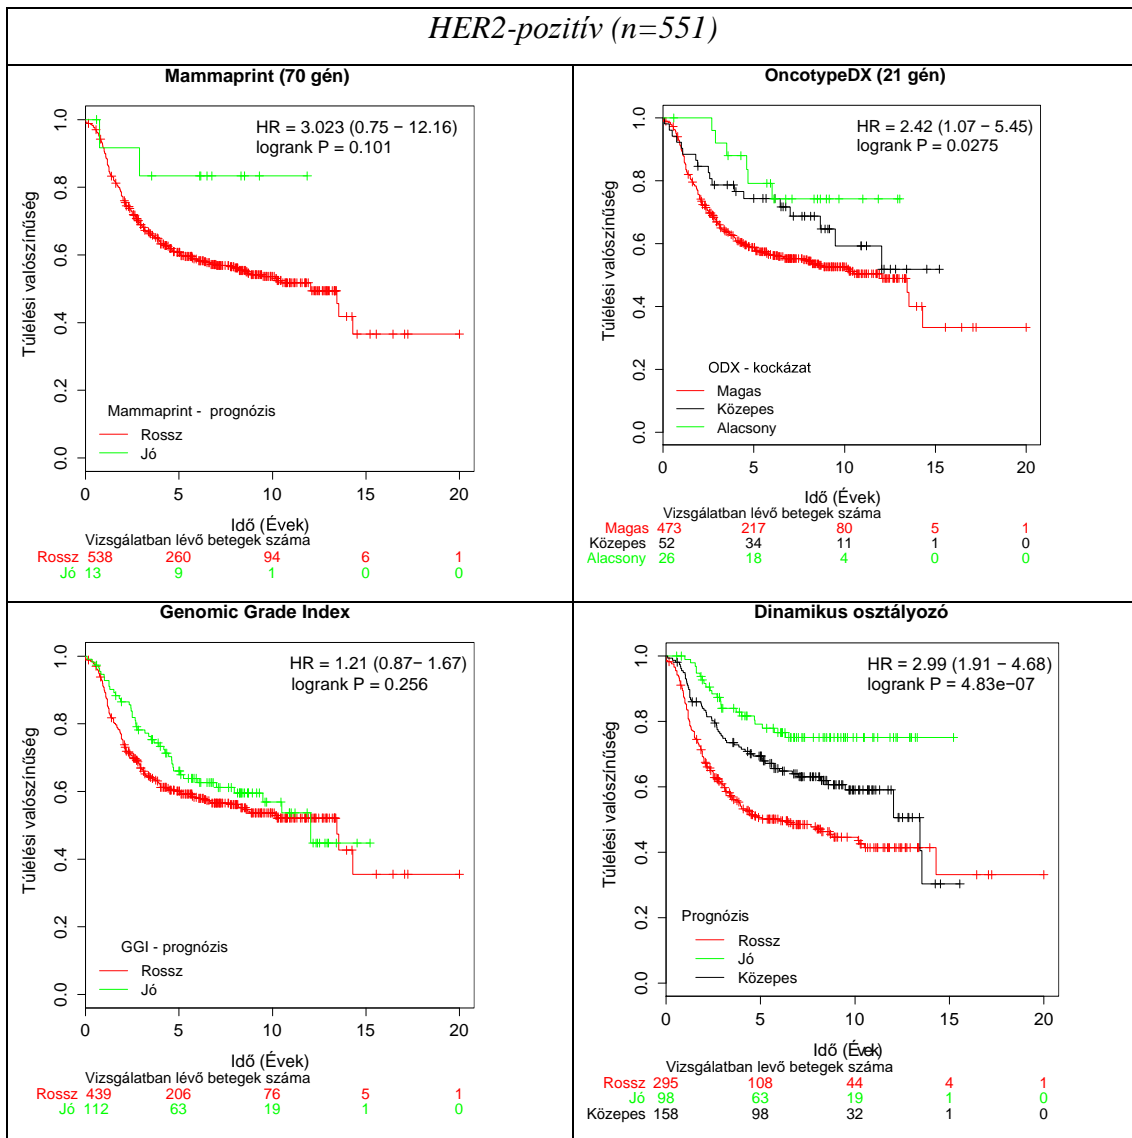 HER2-pozitív (n=551)
Mammaprint (70 gén)
HR = 3.023 (0.75 − 12.16)
logrank P = 0.101
Túlélési valószínűség
1.0
0.8
0.6
0.4
0.2
0.0
Mammaprint - prognózis
Rossz
Jó
0 5 10 15 20
Idő (Évek)
Vizsgálatban lévő betegek száma
Rossz 538 260 94 6 1
Jó 13 9 1 0 0
OncotypeDX (21 gén)
HR = 2.42 (1.07 − 5.45)
logrank P = 0.0275
Túlélési valószínűség
1.0
0.8
0.6
0.4
0.2
0.0
ODX - kockázat
Magas
Közepes
Alacsony
0 5 10 15 20
Idő (Évek)
Vizsgálatban lévő betegek száma
Magas 473 217 80 5 1
Közepes 52 34 11 1 0
Alacsony 26 18 4 0 0
Genomic Grade Index
HR = 1.21 (0.87− 1.67)
logrank P = 0.256
Túlélési valószínűség
1.0
0.8
0.6
0.4
0.2
0.0
GGI - prognózis
Rossz
Jó
0 5 10 15 20
Idő (Évek)
Vizsgálatban lévő betegek száma
Rossz 439 206 76 5 1
Jó 112 63 19 1 0
Dinamikus osztályozó
HR = 2.99 (1.91 − 4.68)
logrank P = 4.83e−07
Túlélési valószínűség
1.0
0.8
0.6
0.4
0.2
0.0
Prognózis
Rossz
Jó
Közepes
0 5 10 15 20
Idő (Évek)
Vizsgálatban levő betegek száma
Rossz 295 108 44 4 1
Jó 98 63 19 1 0
Közepes 158 98 32 1 0